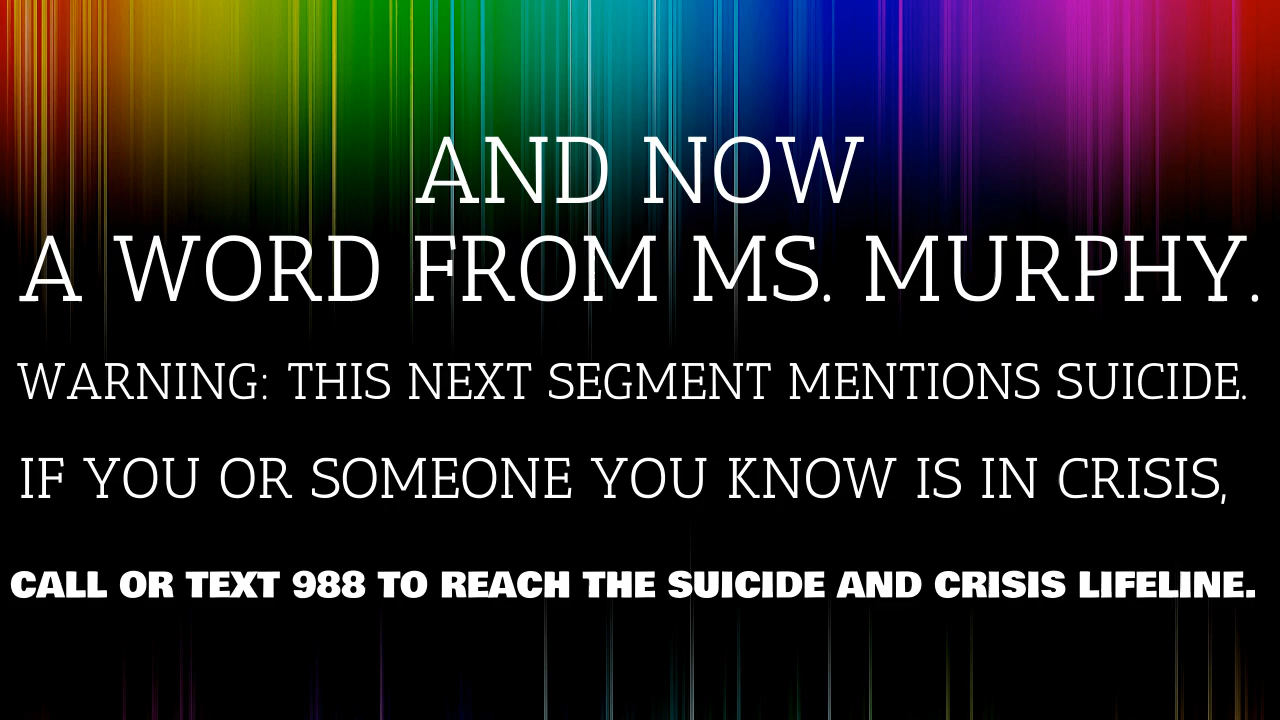 AND NOW
A WORD FROM MS. MURPHY.
WARNING: THIS NEXT SEGMENT MENTIONS SUICIDE.
IF YOU OR SOMEONE YOU KNOW IS IN CRISIS,
CALL OR TEXT 988 TO REACH THE SUICIDE AND CRISIS LIFELINE.